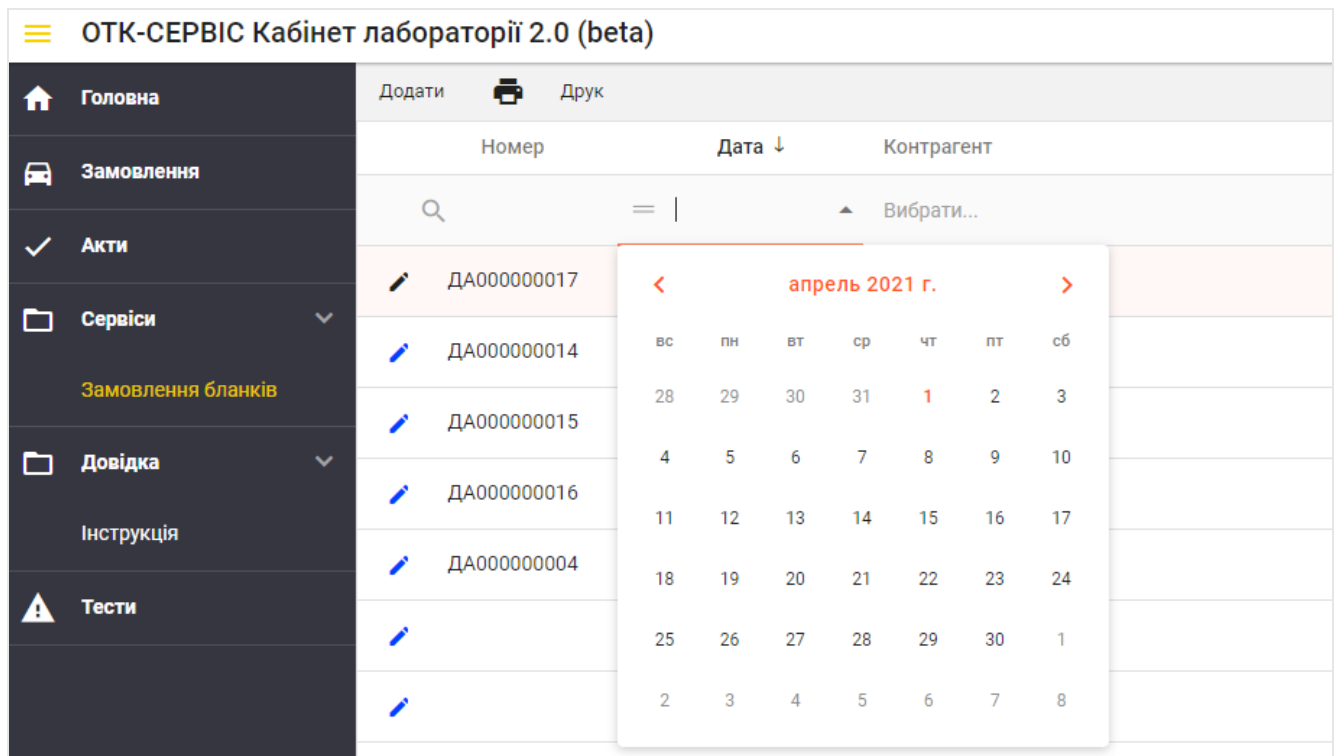 ОТК-СЕРВІС Кабінет лабораторії 2.0 (beta)
Головна
Замовлення
Акти
Сервіси
Замовлення бланків
Довідка
Інструкція
Тести
Додати Друк
Номер Дата ↓ Контрагент
= Вибрати...
ДА000000017
ДА000000014
ДА000000015
ДА000000016
ДА000000004
апрель 2021 г.
вс пн вт ср чт пт сб
28 29 30 31 1 2 3
4 5 6 7 8 9 10
11 12 13 14 15 16 17
18 19 20 21 22 23 24
25 26 27 28 29 30 1
2 3 4 5 6 7 8